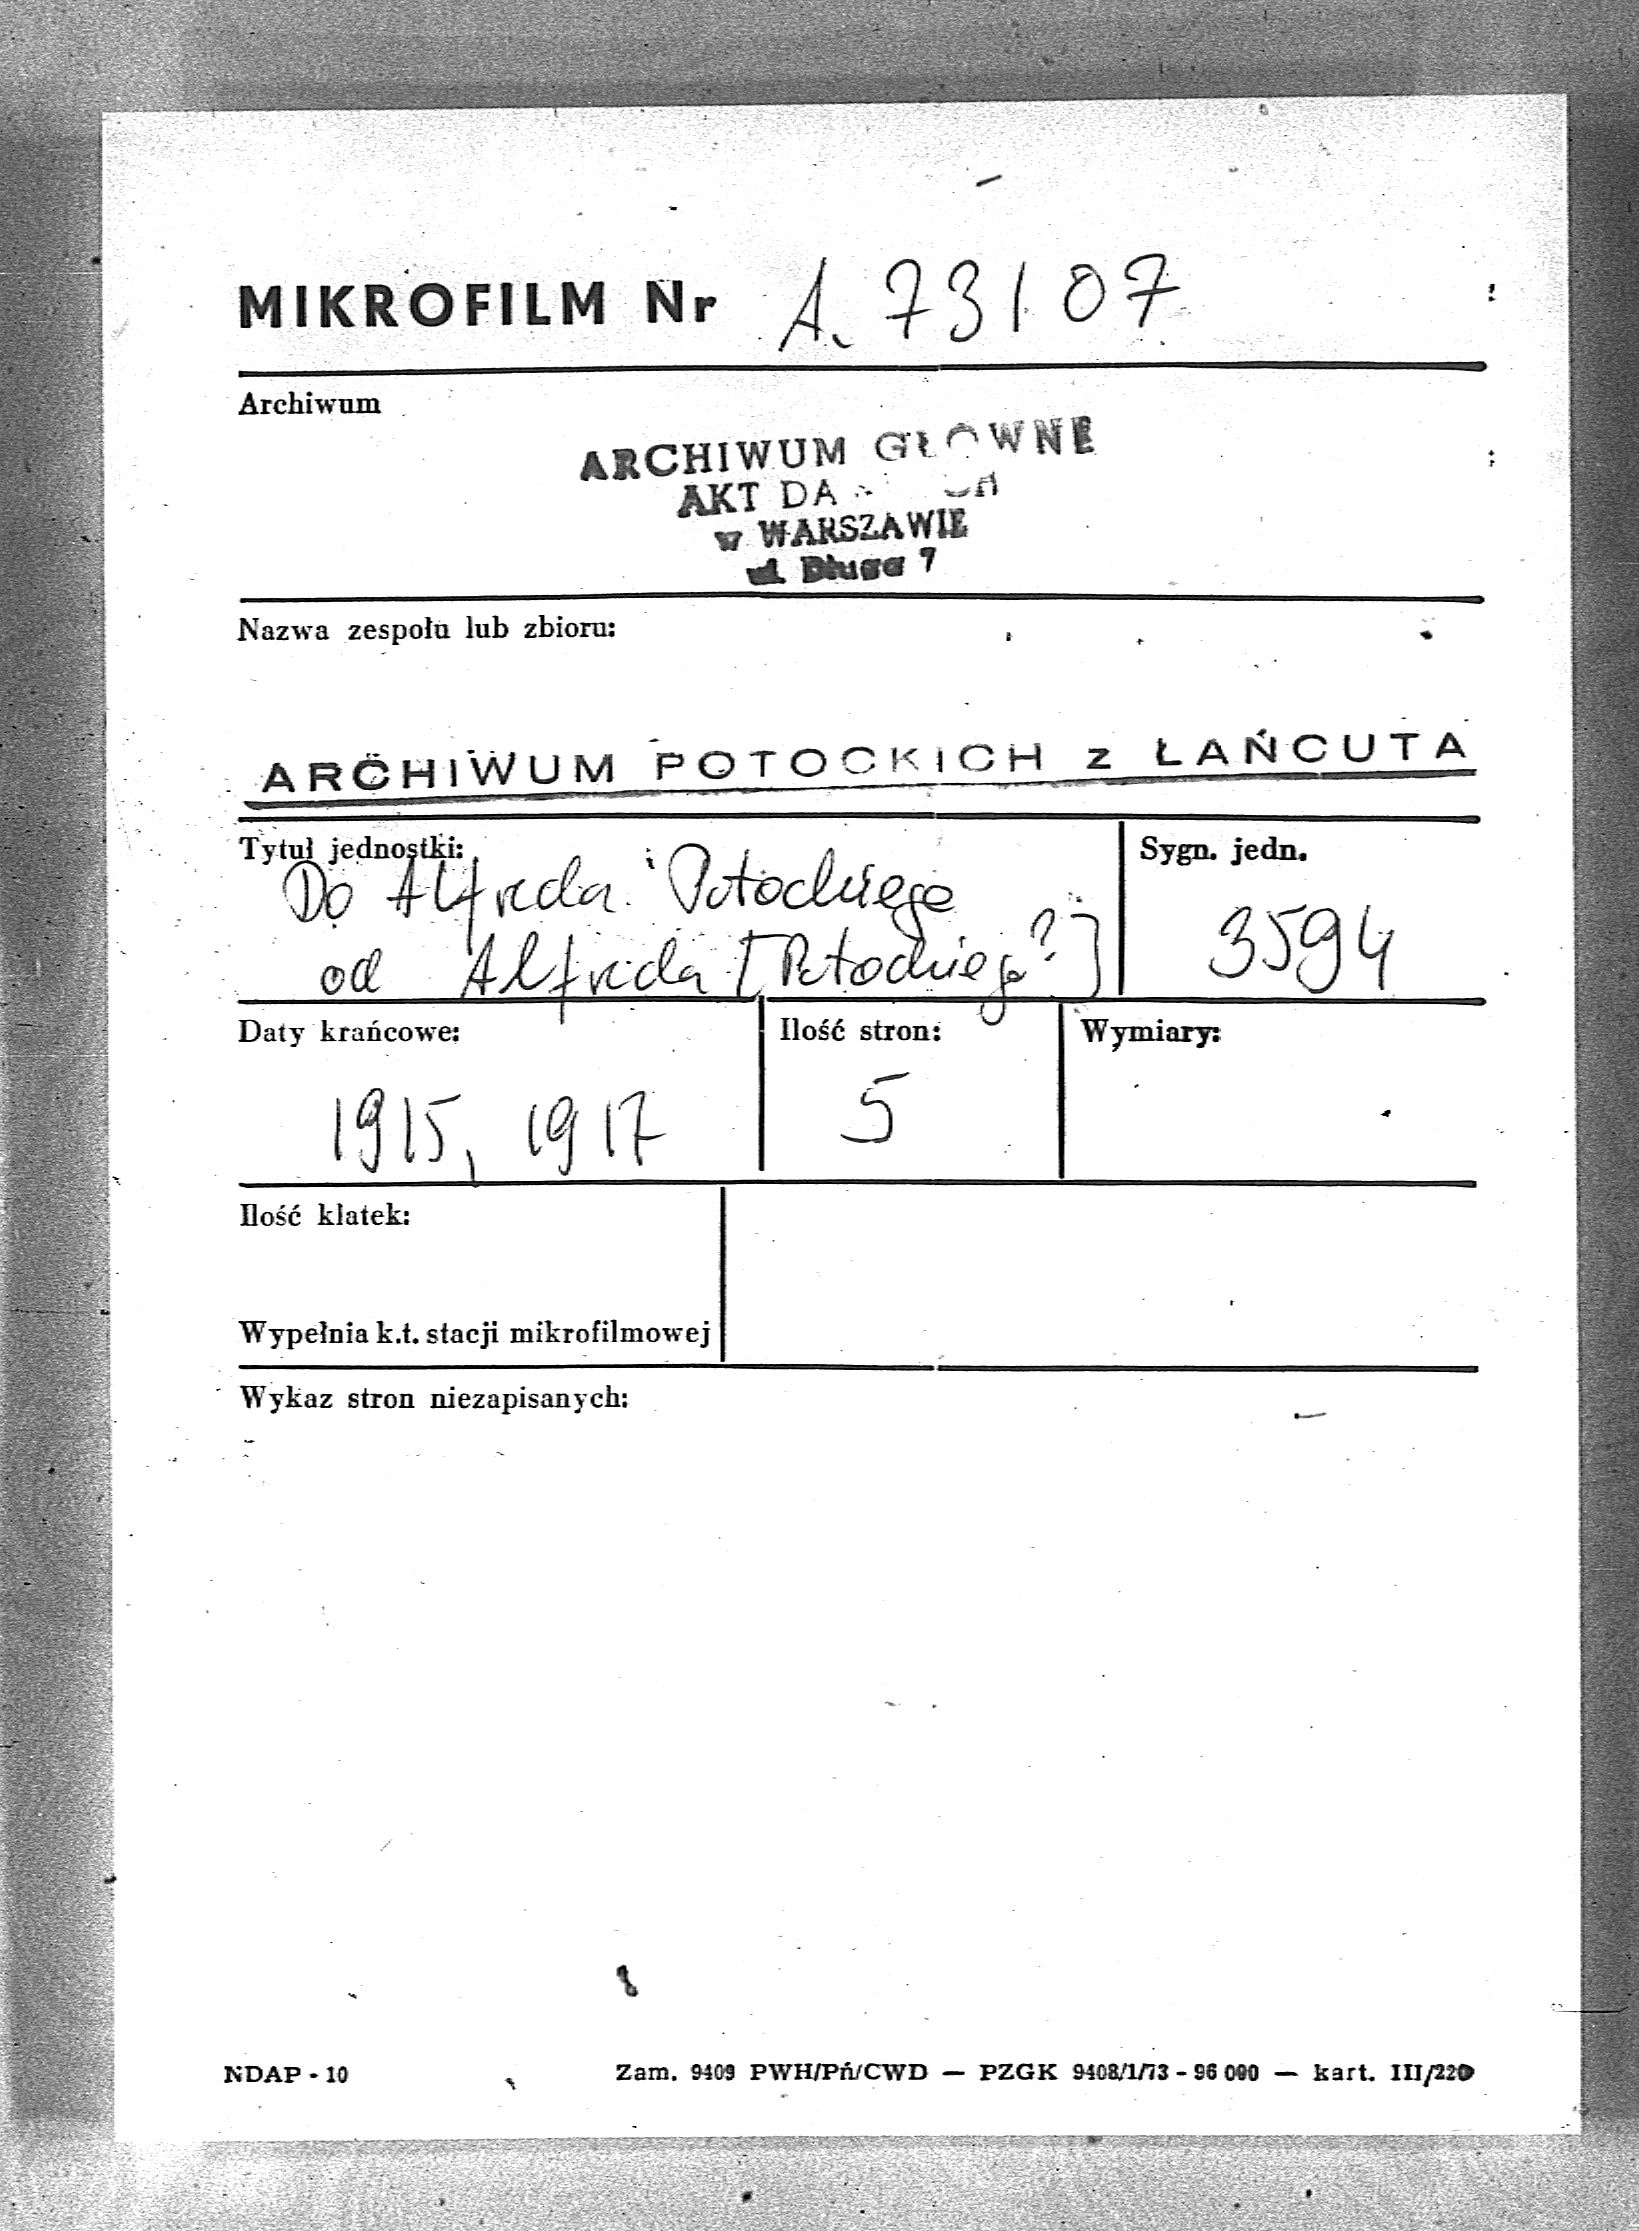 MIKROFILM Nr A. 73107
Archiwum
ARCHIWUM GŁOWNE
AKT
w WARSZAWIE
ul. Długa 7
Nazwa zespołu lub zbioru:
ARCHIWUM POTOCKICH z ŁAŃCUTA
Tytuł jednostki:
Sygn. jedn.
Do Alfreda Potockiego
od Alfreda [Potockiego?]
3594
Daty krańcowe:
Ilość stron:
Wymiary:
1915, 1917
5
Ilość klatek:
Wypełnia k.t. stacji mikrofilmowej
Wykaz stron niezapisanych:
NDAP - 10
Zam. 9409 PWH/Pń/CWD — PZGK 9408/1/73 - 96 000 — kart. III/220